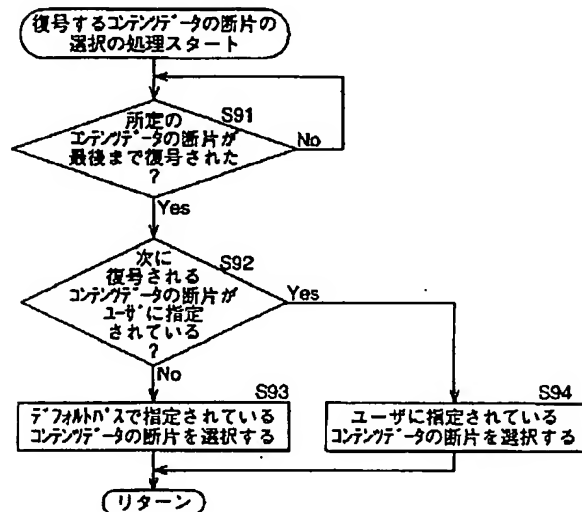 復号するコンテンツデータの断片の
選択の処理スタート
S91
所定の
コンテンツデータの断片が
最後まで復号された
?
No
Yes
S92
次に
復号される
コンテンツデータの断片が
ユーザに指定
されている
?
Yes
No
S93
デフォルトパスで指定されている
コンテンツデータの断片を選択する
S94
ユーザに指定されている
コンテンツデータの断片を選択する
リターン